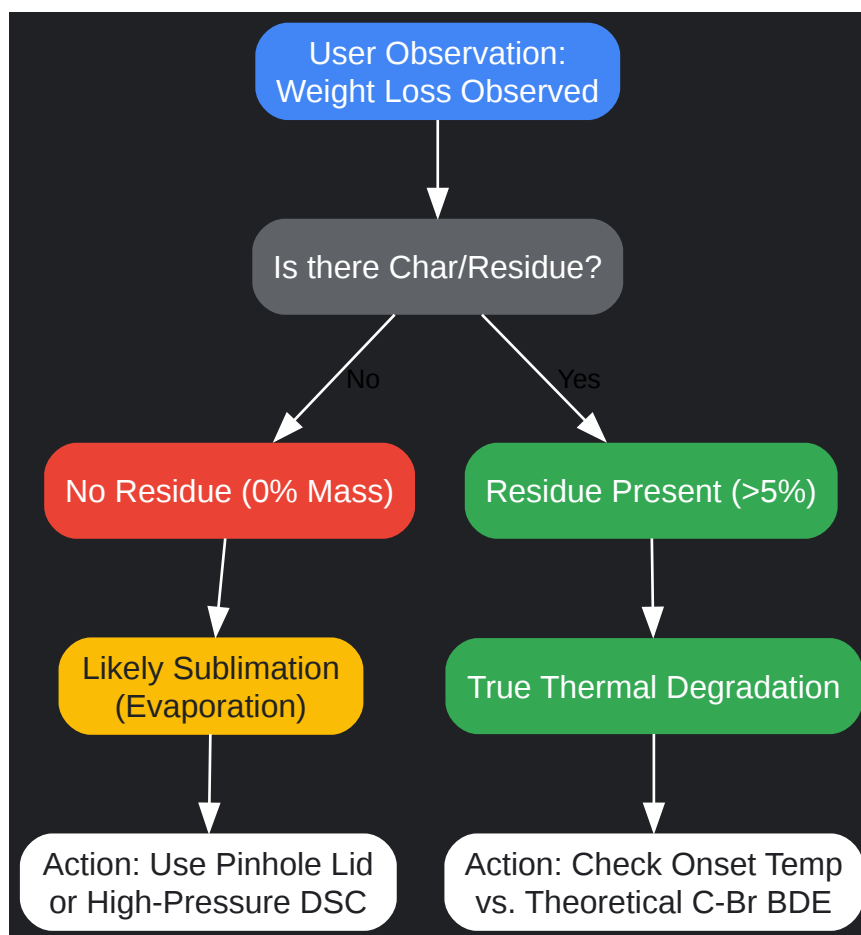 User Observation:
Weight Loss Observed
Is there Char/Residue?
No
Yes
No Residue (0% Mass)
Residue Present (>5%)
Likely Sublimation
(Evaporation)
True Thermal Degradation
Action: Use Pinhole Lid
or High-Pressure DSC
Action: Check Onset Temp
vs. Theoretical C-Br BDE